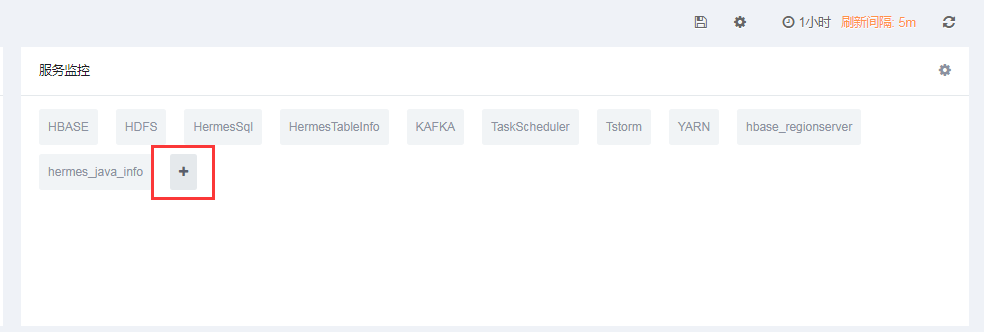 1小时 刷新间隔: 5m
服务监控
HBASE HDFS HermesSql HermesTableInfo KAFKA TaskScheduler Tstorm YARN hbase_regionserver
hermes_java_info +